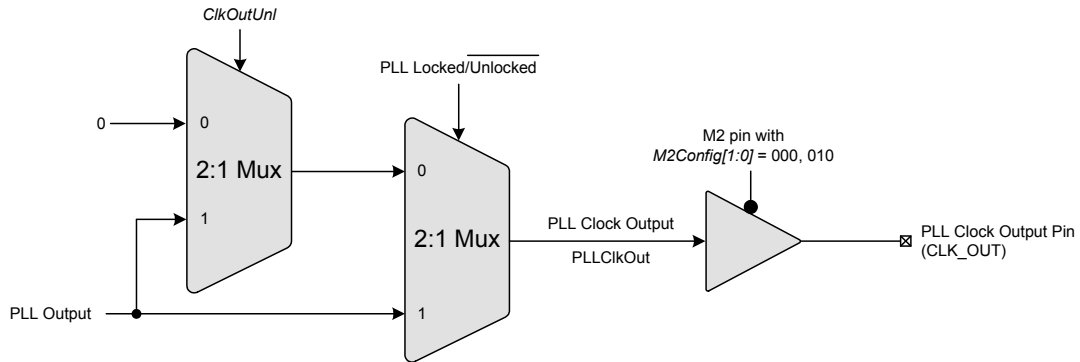 ClkOutUnl
PLL Locked/Unlocked
0
0
2:1 Mux
1
M2 pin with
M2Config[1:0] = 000, 010
0
2:1 Mux
1
PLL Clock Output
PLLClkOut
PLL Clock Output Pin
(CLK_OUT)
PLL Output